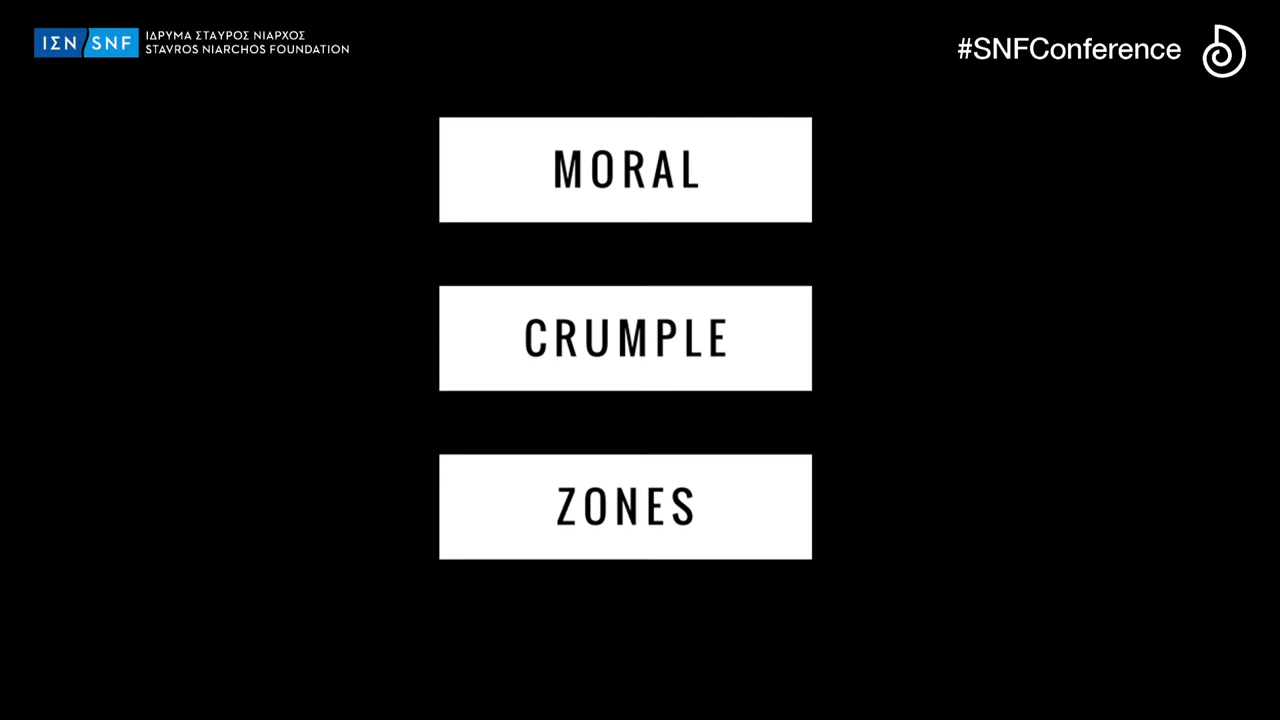 ΙΣΝ/SNF
ΙΔΡΥΜΑ ΣΤΑΥΡΟΣ ΝΙΑΡΧΟΣ
STAVROS NIARCHOS FOUNDATION
#SNFConference
MORAL
CRUMPLE
ZONES